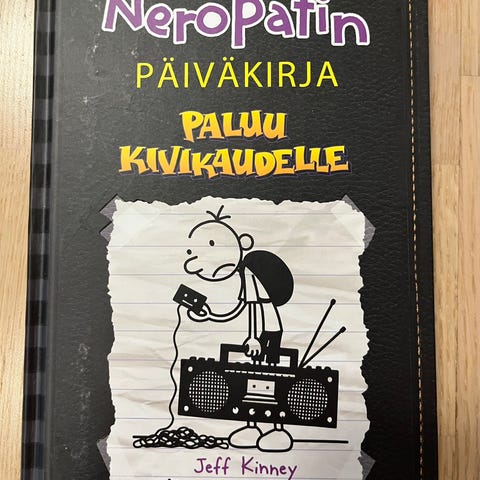 NeroPatin
PÄIVÄKIRJA
PALUU
KIVIKAUDELLE
Jeff Kinney